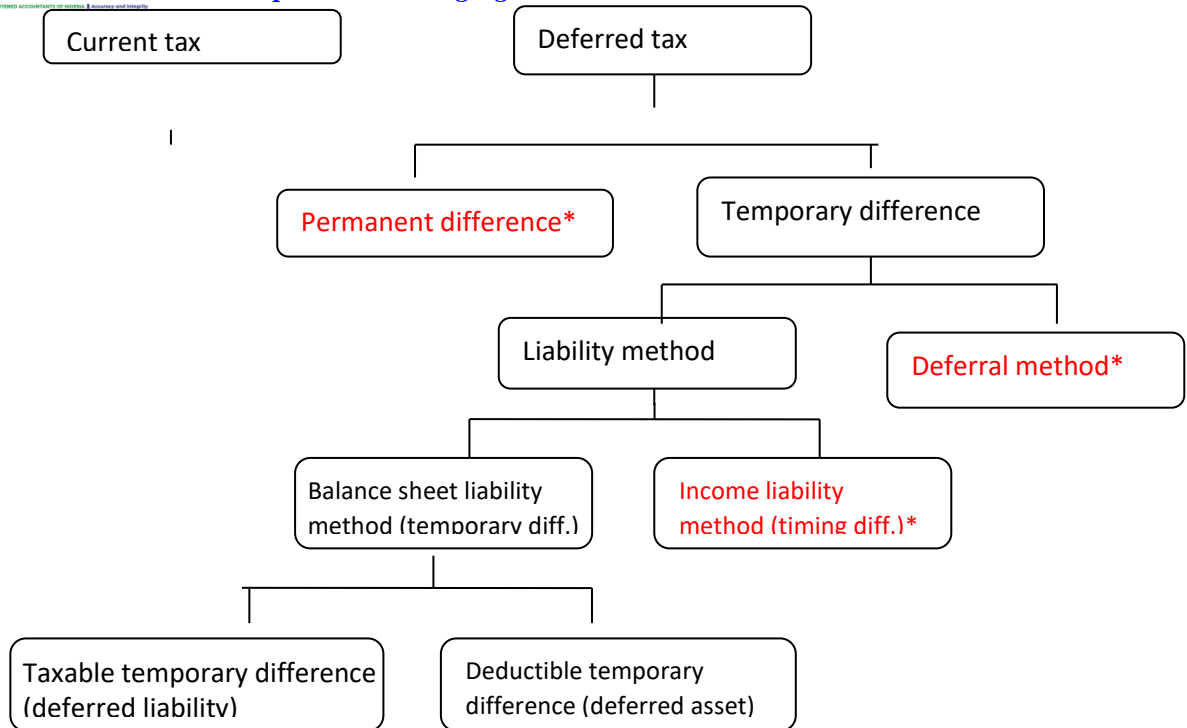 Current tax
Deferred tax
Permanent difference*
Temporary difference
Liability method
Deferral method*
Balance sheet liability
method (temporary diff.)
Income liability
method (timing diff.)*
Taxable temporary difference
(deferred liability)
Deductible temporary
difference (deferred asset)